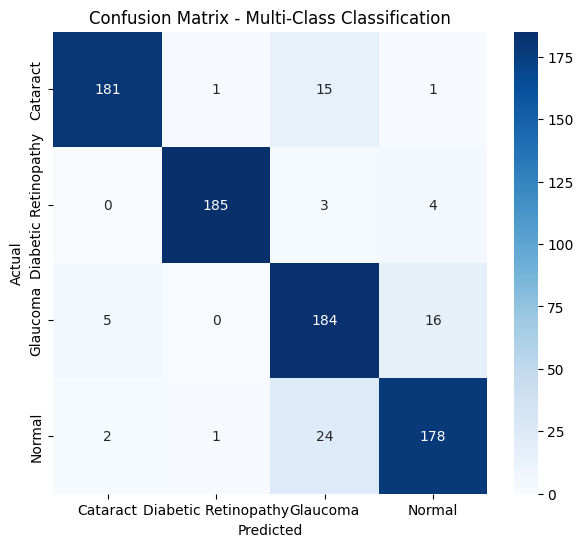 Confusion Matrix - Multi-Class Classification
Actual
Cataract
181 1 15 1
Diabetic Retinopathy
0 185 3 4
Glaucoma
5 0 184 16
Normal
2 1 24 178
Cataract Diabetic Retinopathy Glaucoma Normal
Predicted
175
150
125
100
75
50
25
0